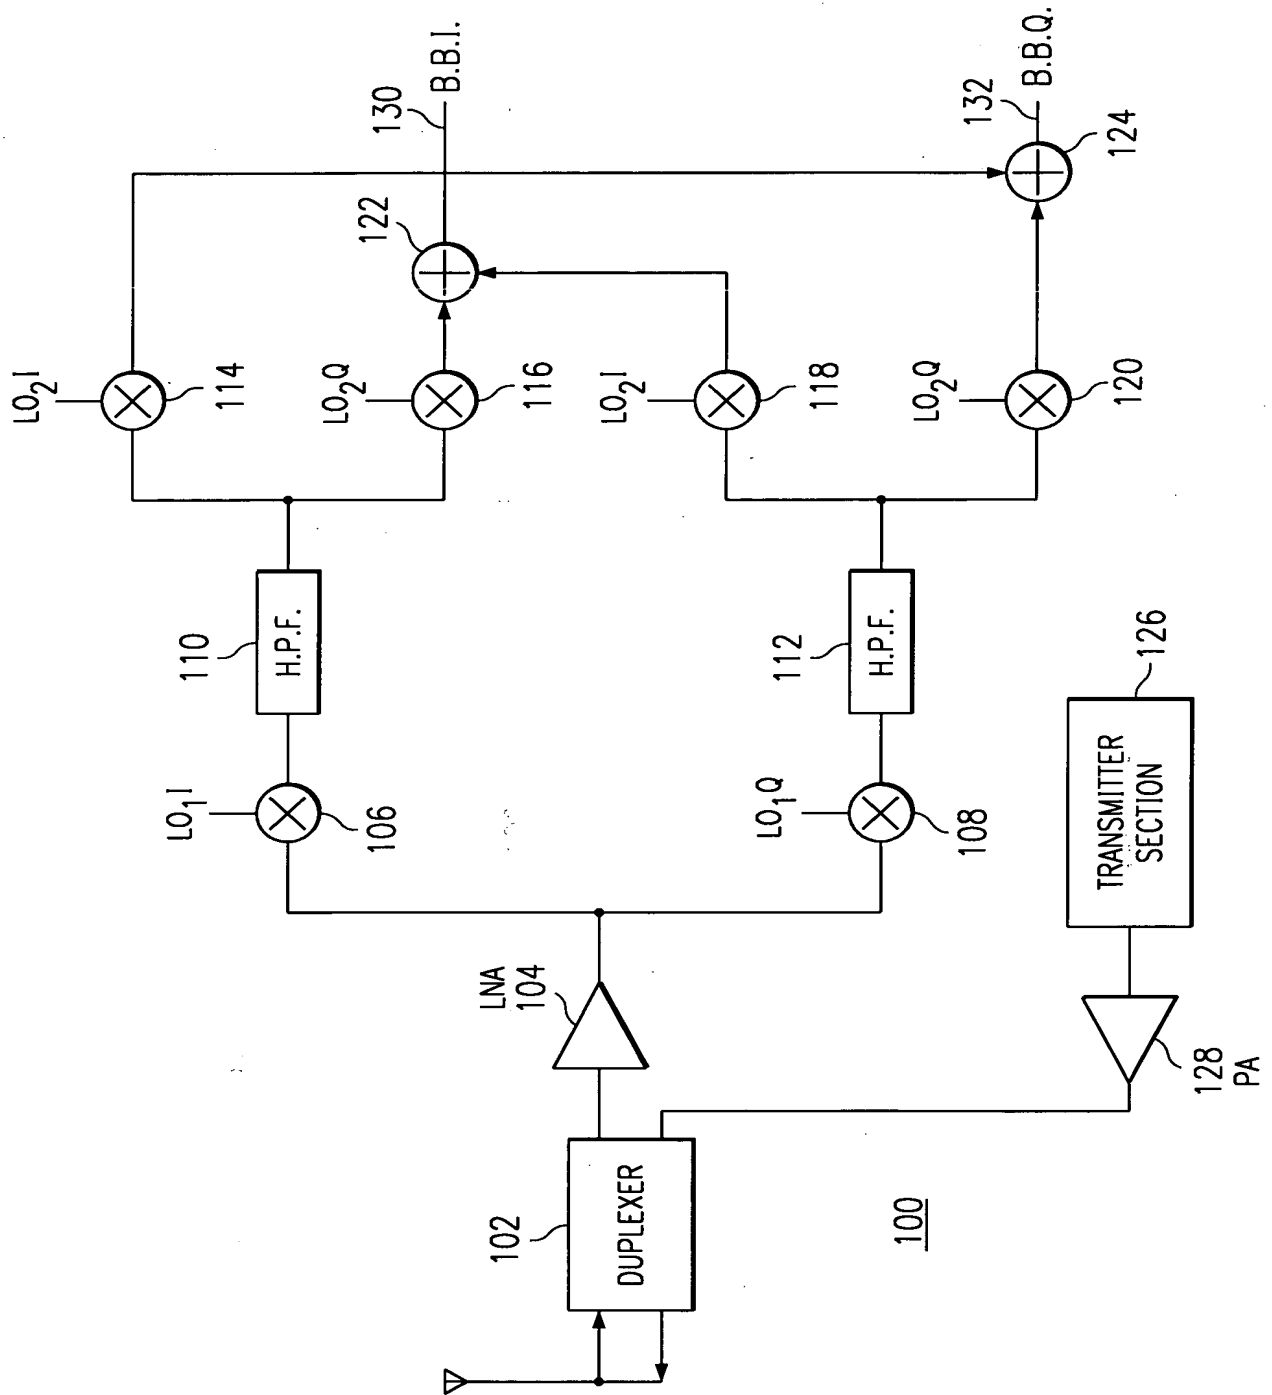 100
102
DUPLEXER
LNA
104
LO1I
106
LO1Q
108
110
H.P.F.
112
H.P.F.
LO2I
114
LO2Q
116
LO2I
118
LO2Q
120
122
124
130
B.B.I.
132
B.B.Q.
TRANSMITTER
SECTION
126
128
PA